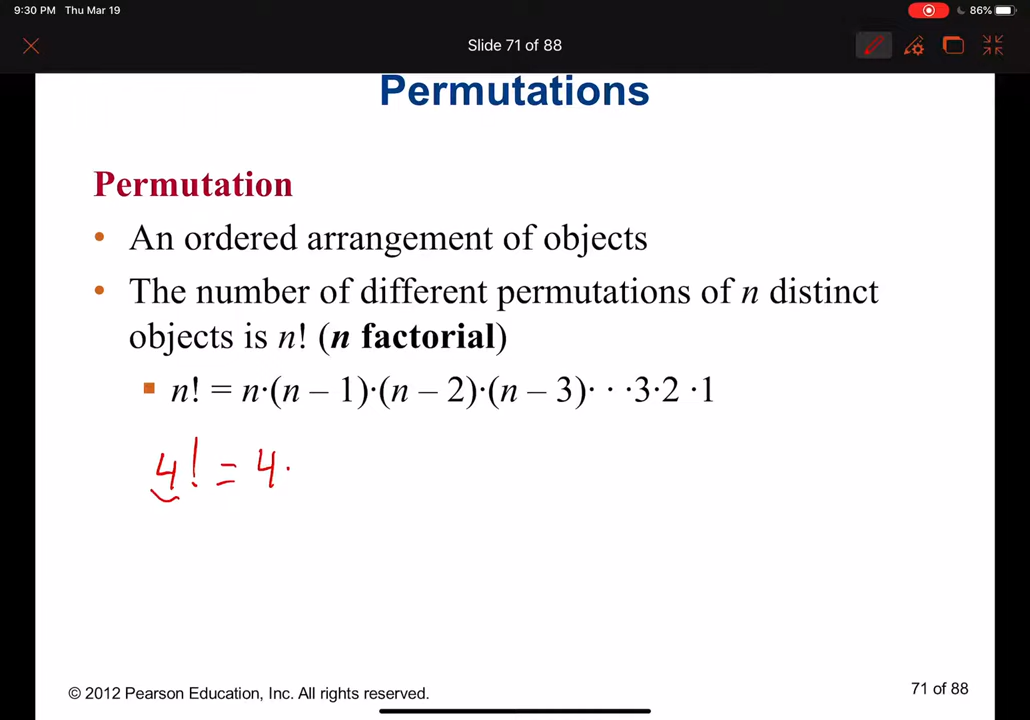 9:30 PM Thu Mar 19 86%
Slide 71 of 88
Permutations
Permutation
• An ordered arrangement of objects
• The number of different permutations of n distinct
objects is n! (n factorial)
▪ n! = n·(n – 1)·(n – 2)·(n – 3)· · ·3·2 ·1
4! = 4·
© 2012 Pearson Education, Inc. All rights reserved. 71 of 88